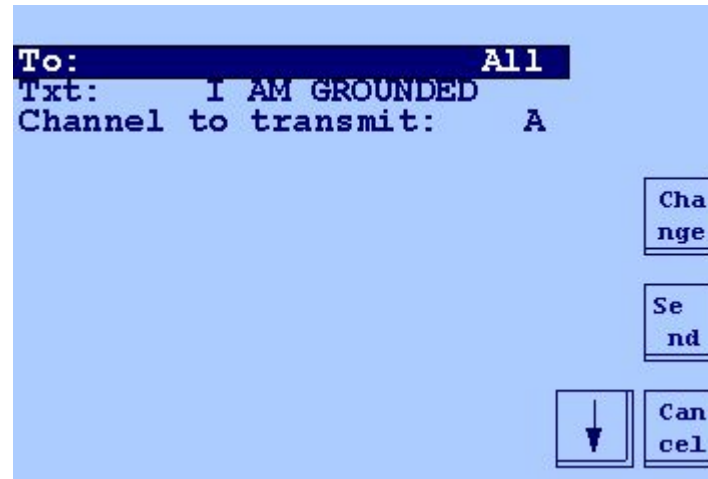 To: All
Txt: I AM GROUNDED
Channel to transmit: A
Cha
nge
Se
nd
Can
cel